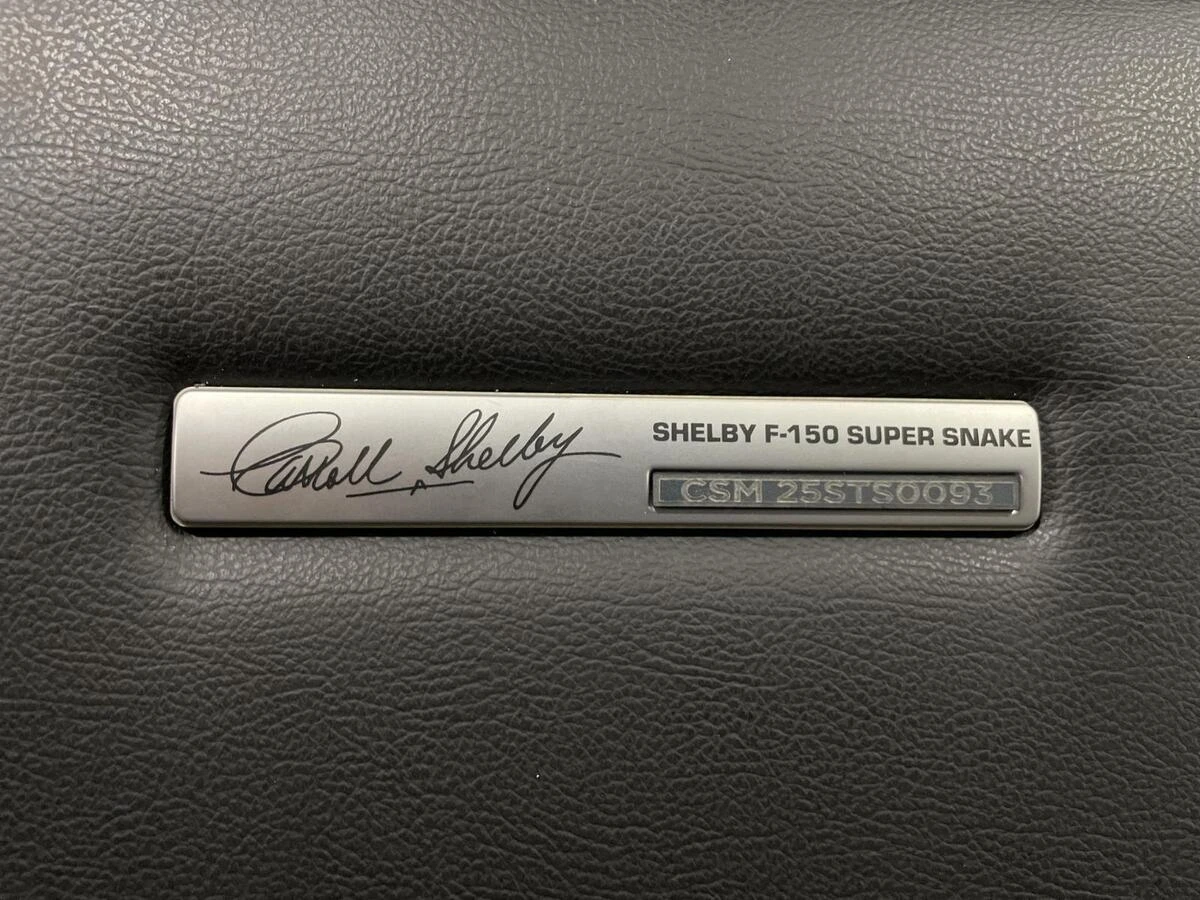 Carroll Shelby
SHELBY F-150 SUPER SNAKE
CSM 25STS0093